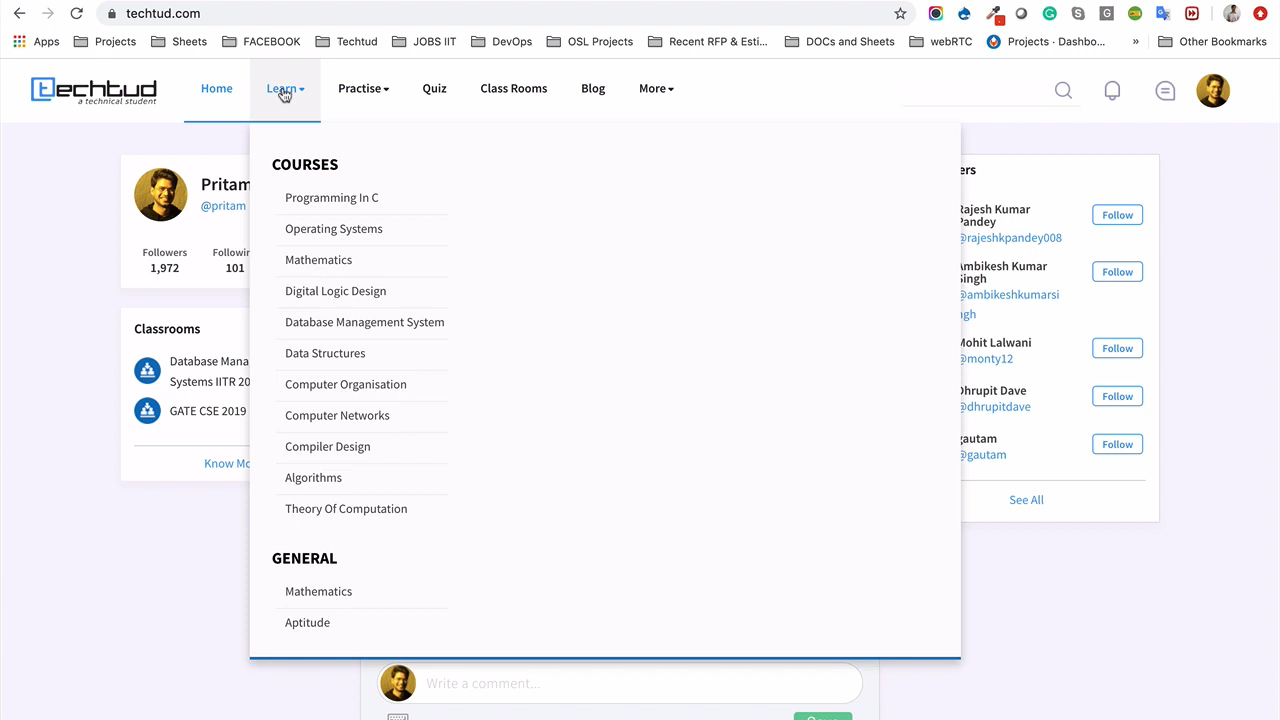 techtud.com
Apps Projects Sheets FACEBOOK Techtud JOBS IIT DevOps OSL Projects Recent RFP & Esti... DOCs and Sheets webRTC Projects · Dashbo... » Other Bookmarks
techtud
a technical student
Home Learn Practise Quiz Class Rooms Blog More
Pritam
@pritam
Followers
1,972
Followin
101
Classrooms
Database Mana
Systems IITR 20
GATE CSE 2019
Know Mo
COURSES
Programming In C
Operating Systems
Mathematics
Digital Logic Design
Database Management System
Data Structures
Computer Organisation
Computer Networks
Compiler Design
Algorithms
Theory Of Computation
GENERAL
Mathematics
Aptitude
ers
Rajesh Kumar
Pandey
@rajeshkpandey008
Follow
Ambikesh Kumar
Singh
@ambikeshkumarsi
ngh
Follow
Mohit Lalwani
@monty12
Follow
Dhrupit Dave
@dhrupitdave
Follow
gautam
@gautam
Follow
See All
Write a comment...